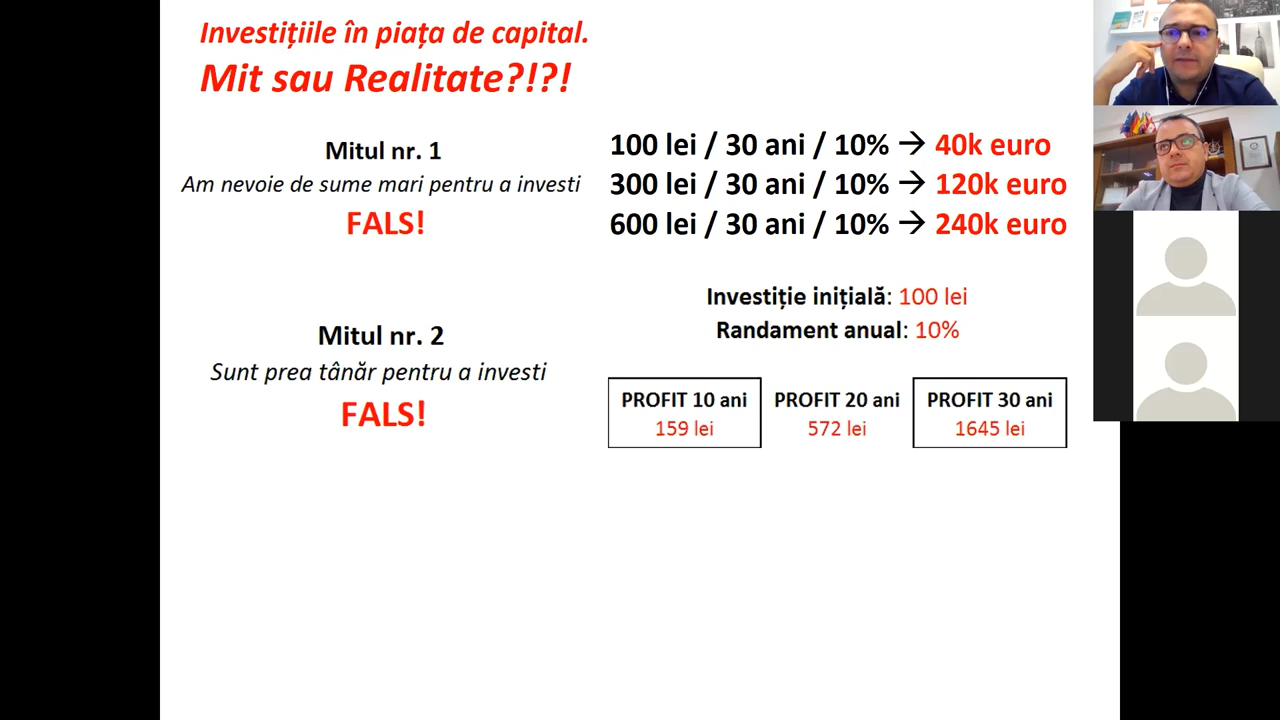 Investițiile în piața de capital.
Mit sau Realitate?!?!
Mitul nr. 1
Am nevoie de sume mari pentru a investi
FALS!
100 lei / 30 ani / 10% → 40k euro
300 lei / 30 ani / 10% → 120k euro
600 lei / 30 ani / 10% → 240k euro
Mitul nr. 2
Sunt prea tânăr pentru a investi
FALS!
Investiție inițială: 100 lei
Randament anual: 10%
PROFIT 10 ani
159 lei
PROFIT 20 ani
572 lei
PROFIT 30 ani
1645 lei